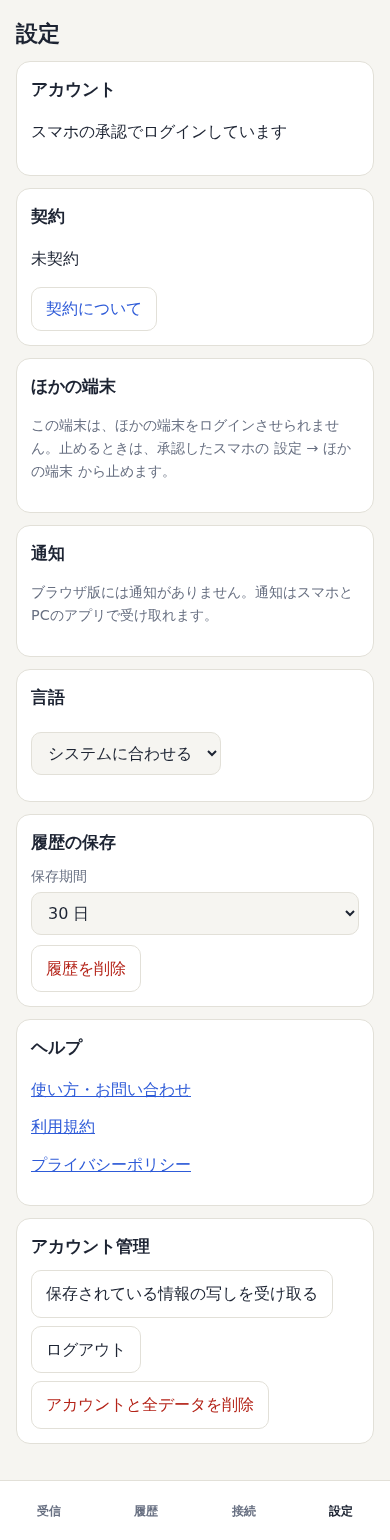 設定
アカウント
スマホの承認でログインしています
契約
未契約
契約について
ほかの端末
この端末は、ほかの端末をログインさせられませ
ん。止めるときは、承認したスマホの 設定 → ほか
の端末 から止めます。
通知
ブラウザ版には通知がありません。通知はスマホと
PCのアプリで受け取れます。
言語
システムに合わせる
履歴の保存
保存期間
30 日
履歴を削除
ヘルプ
使い方・お問い合わせ
利用規約
プライバシーポリシー
アカウント管理
保存されている情報の写しを受け取る
ログアウト
アカウントと全データを削除
受信 履歴 接続 設定